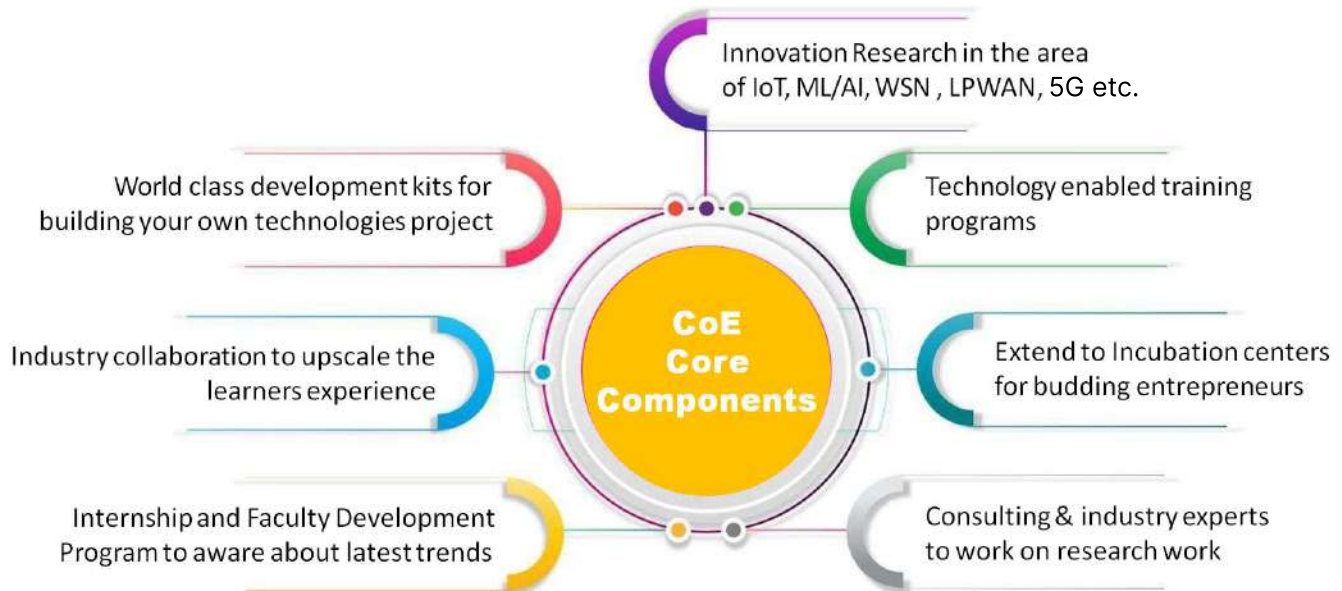 Innovation Research in the area
of IoT, ML/AI, WSN , LPWAN, 5G etc.
World class development kits for
building your own technologies project
Technology enabled training
programs
CoE
Core
Components
Industry collaboration to upscale the
learners experience
Extend to Incubation centers
for budding entrepreneurs
Internship and Faculty Development
Program to aware about latest trends
Consulting & industry experts
to work on research work